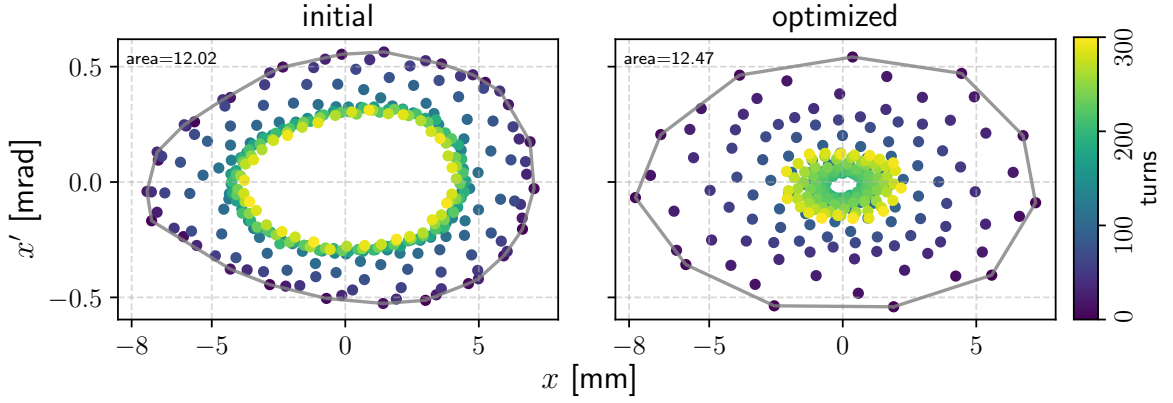 initial
optimized
area=12.02
area=12.47
0.5
0.0
−0.5
x′ [mrad]
−8
−5
0
5
−8
−5
0
5
x [mm]
300
200
100
0
turns